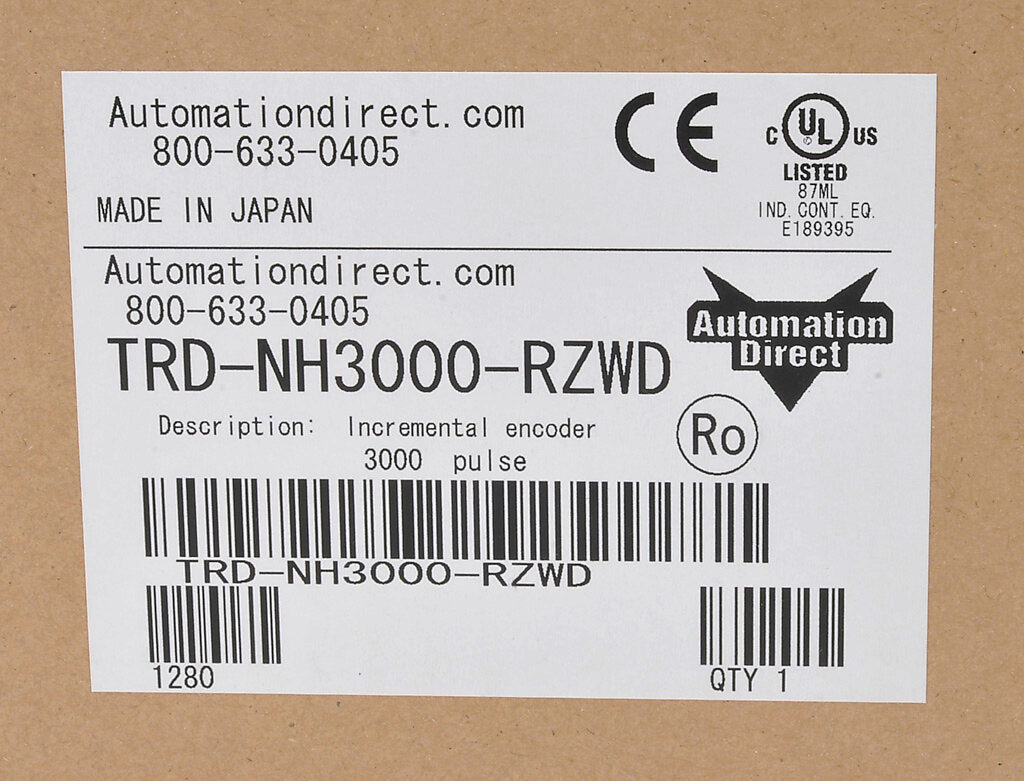 Automationdirect.com
800-633-0405
MADE IN JAPAN
CE
C UL US
LISTED
87ML
IND. CONT. EQ.
E189395
Automationdirect.com
800-633-0405
TRD-NH3000-RZWD
Automation
Direct
Description: Incremental encoder
3000 pulse
Ro
TRD-NH3000-RZWD
1280
QTY 1